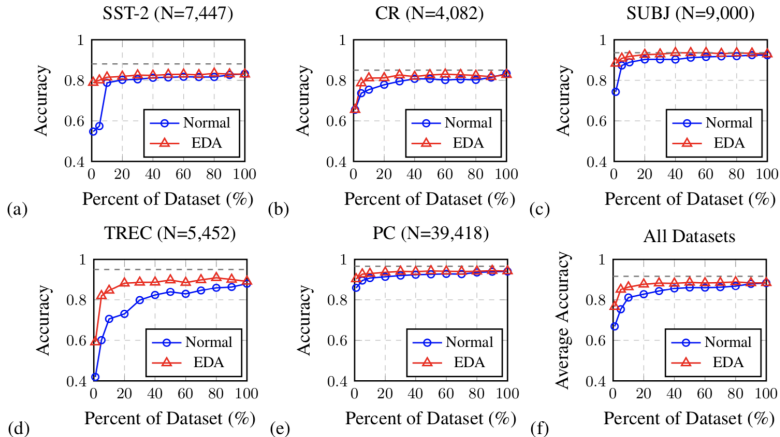 SST-2 (N=7,447)
1
0.8
0.6
0.4
Accuracy
Normal
EDA
0 20 40 60 80 100
Percent of Dataset (%)
(a)
CR (N=4,082)
1
0.8
0.6
0.4
Accuracy
Normal
EDA
0 20 40 60 80 100
Percent of Dataset (%)
(b)
SUBJ (N=9,000)
1
0.8
0.6
0.4
Accuracy
Normal
EDA
0 20 40 60 80 100
Percent of Dataset (%)
(c)
TREC (N=5,452)
1
0.8
0.6
0.4
Accuracy
Normal
EDA
0 20 40 60 80 100
Percent of Dataset (%)
(d)
PC (N=39,418)
1
0.8
0.6
0.4
Accuracy
Normal
EDA
0 20 40 60 80 100
Percent of Dataset (%)
(e)
All Datasets
1
0.8
0.6
0.4
Average Accuracy
Normal
EDA
0 20 40 60 80 100
Percent of Dataset (%)
(f)